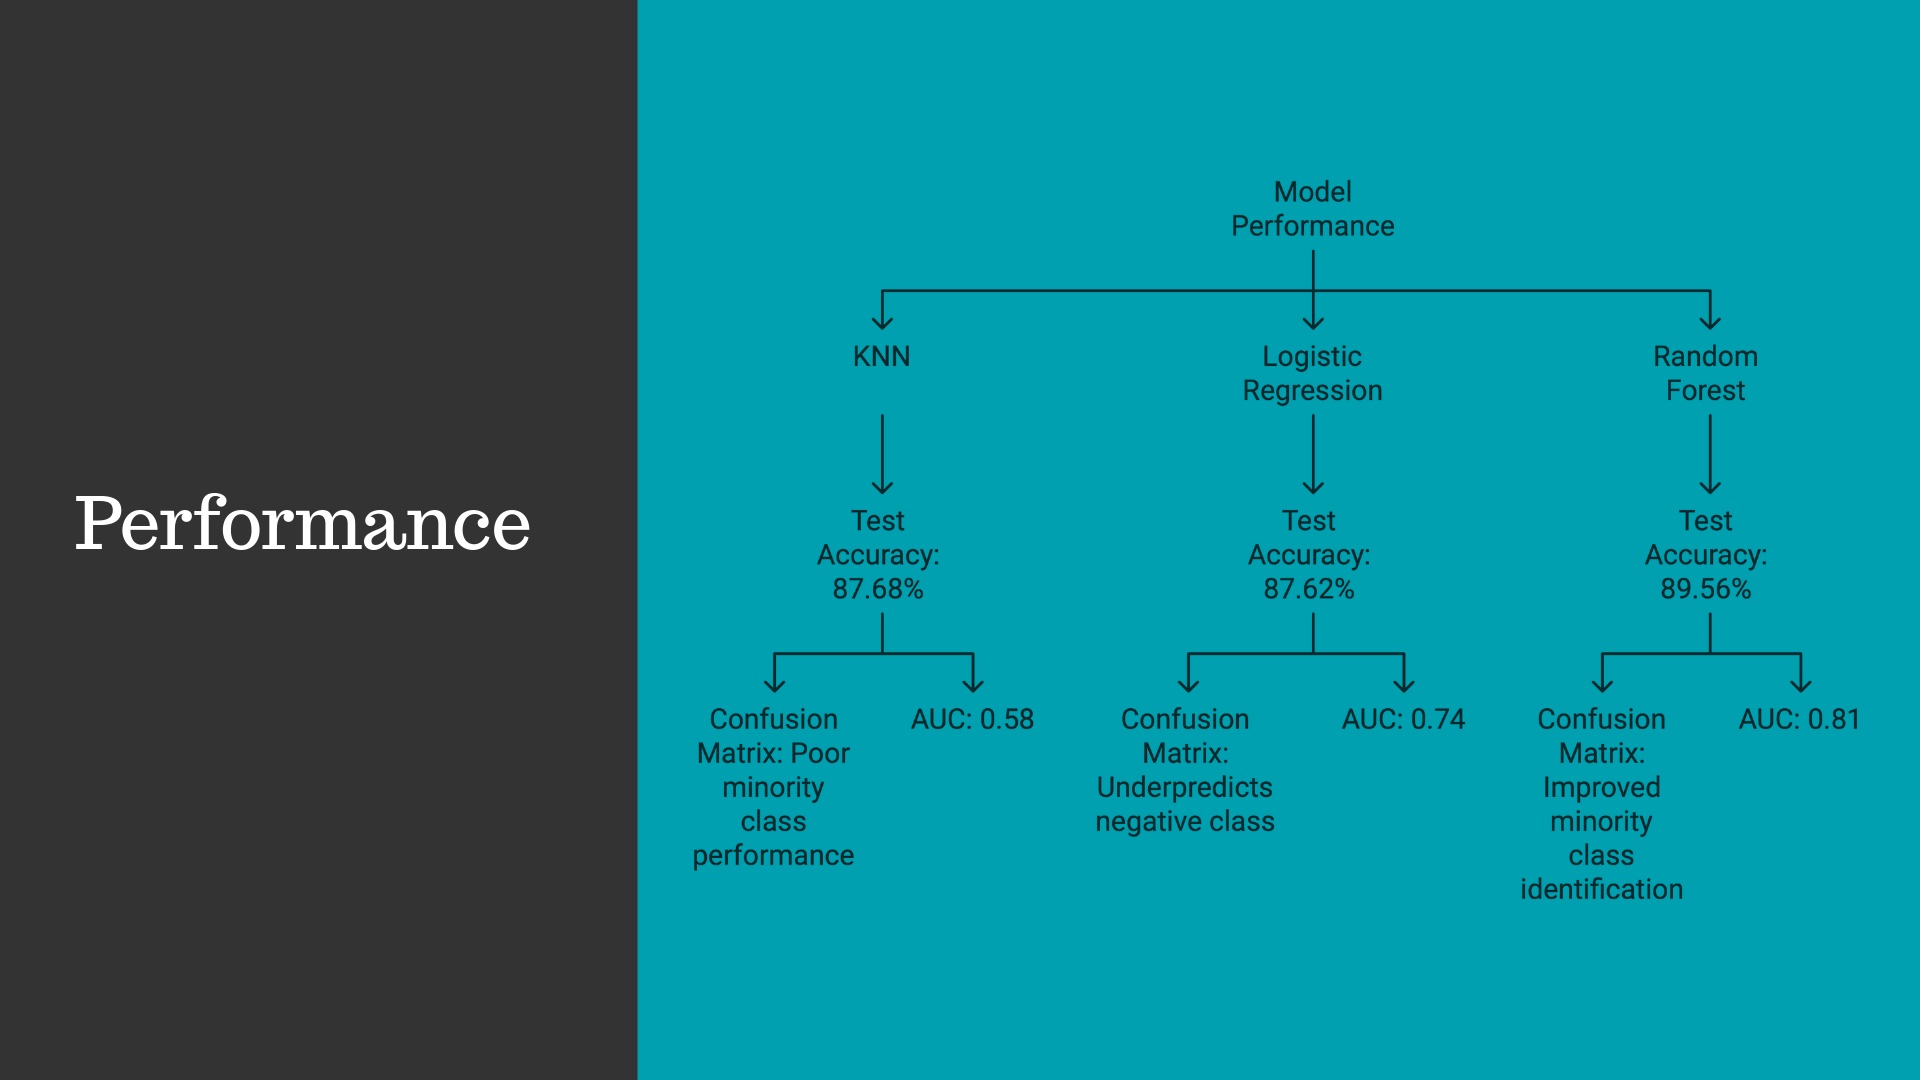 Performance
Model
Performance
KNN
Logistic
Regression
Random
Forest
Test
Accuracy:
87.68%
Test
Accuracy:
87.62%
Test
Accuracy:
89.56%
Confusion
Matrix: Poor
minority
class
performance
AUC: 0.58
Confusion
Matrix:
Underpredicts
negative class
AUC: 0.74
Confusion
Matrix:
Improved
minority
class
identification
AUC: 0.81